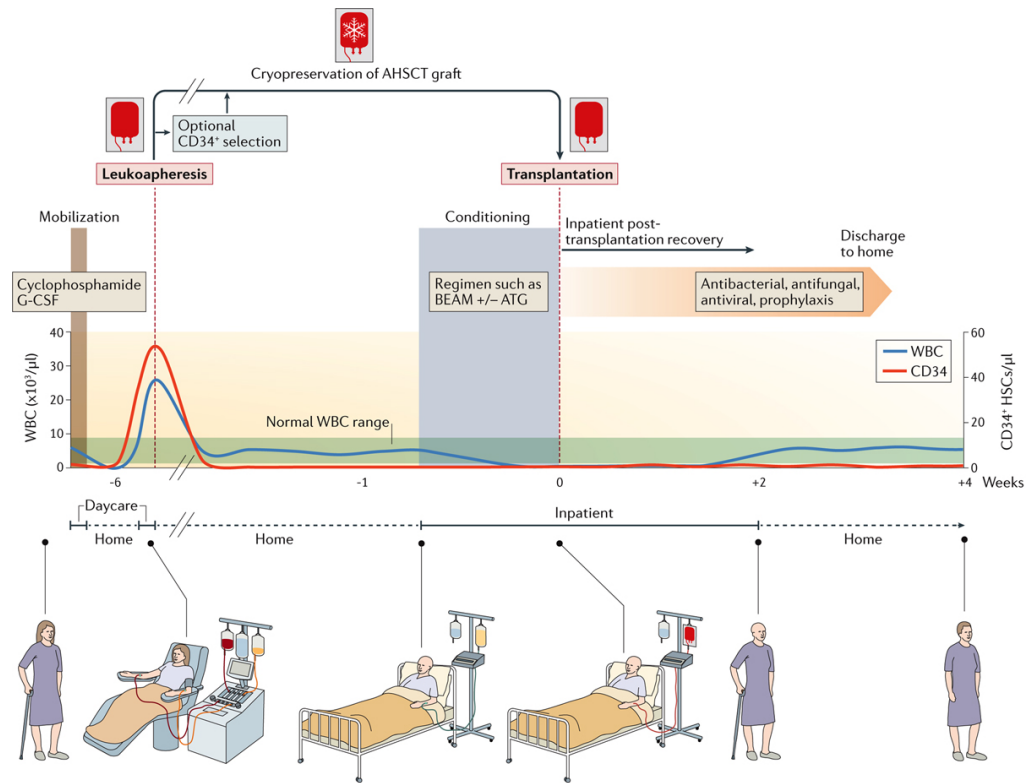 Cryopreservation of AHSCT graft
Optional
CD34⁺ selection
Leukoapheresis
Transplantation
Mobilization
Conditioning
Inpatient post-
transplantation recovery
Discharge
to home
Cyclophosphamide
G-CSF
Regimen such as
BEAM +/− ATG
Antibacterial, antifungal,
antiviral, prophylaxis
WBC (x10³/µl)
40
30
20
10
0
Normal WBC range
WBC
CD34
60
40
20
0
CD34⁺ HSCs/µl
-6
-1
0
+2
+4
Weeks
Daycare
Home
Home
Inpatient
Home